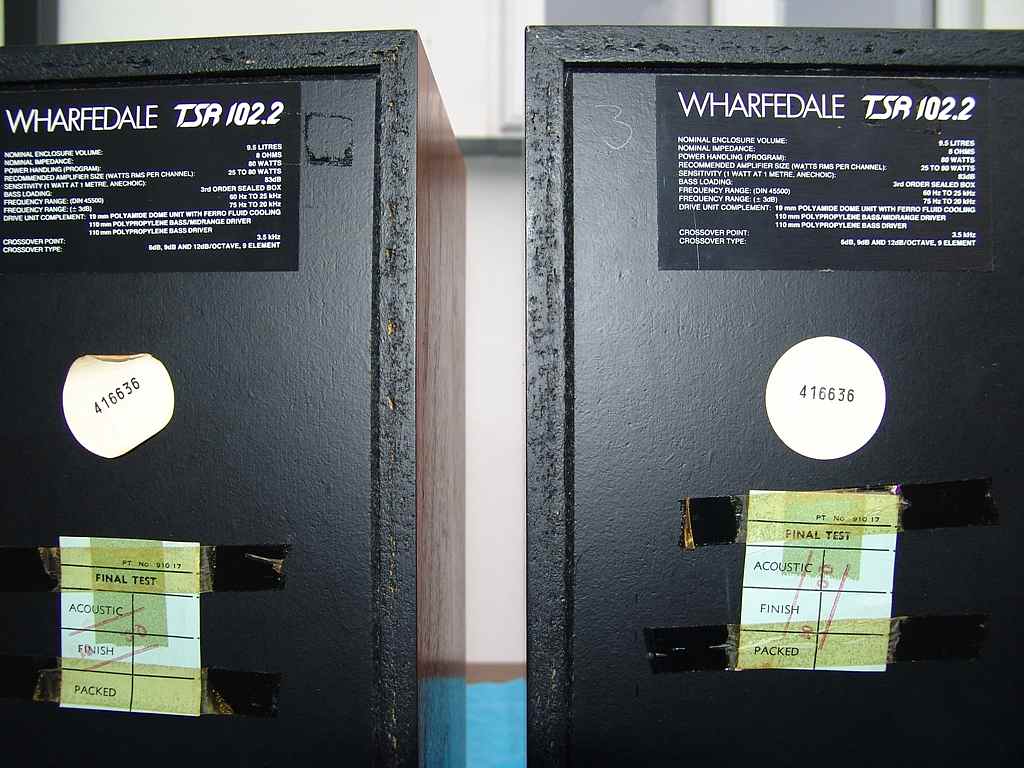 WHARFEDALE TSR 102.2
NOMINAL ENCLOSURE VOLUME: 9.5 LITRES
NOMINAL IMPEDANCE: 8 OHMS
POWER HANDLING (PROGRAM): 80 WATTS
RECOMMENDED AMPLIFIER SIZE (WATTS RMS PER CHANNEL): 25 TO 80 WATTS
SENSITIVITY (1 WATT AT 1 METRE, ANECHOIC): 83dB
BASS LOADING: 3rd ORDER SEALED BOX
FREQUENCY RANGE: (DIN 45500) 60 Hz TO 25 kHz
FREQUENCY RANGE: (± 3dB) 75 Hz TO 20 kHz
DRIVE UNIT COMPLEMENT: 19 mm POLYAMIDE DOME UNIT WITH FERRO FLUID COOLING
110 mm POLYPROPYLENE BASS/MIDRANGE DRIVER
110 mm POLYPROPYLENE BASS DRIVER
CROSSOVER POINT: 3.5 kHz
CROSSOVER TYPE: 6dB, 9dB AND 12dB/OCTAVE, 9 ELEMENT
416636
PT. No. 910 17
FINAL TEST
ACOUSTIC
FINISH
PACKED
3
WHARFEDALE TSR 102.2
NOMINAL ENCLOSURE VOLUME: 9.5 LITRES
NOMINAL IMPEDANCE: 8 OHMS
POWER HANDLING (PROGRAM): 80 WATTS
RECOMMENDED AMPLIFIER SIZE (WATTS RMS PER CHANNEL): 25 TO 80 WATTS
SENSITIVITY (1 WATT AT 1 METRE, ANECHOIC): 83dB
BASS LOADING: 3rd ORDER SEALED BOX
FREQUENCY RANGE: (DIN 45500) 60 Hz TO 25 kHz
FREQUENCY RANGE: (± 3dB) 75 Hz TO 20 kHz
DRIVE UNIT COMPLEMENT: 19 mm POLYAMIDE DOME UNIT WITH FERRO FLUID COOLING
110 mm POLYPROPYLENE BASS/MIDRANGE DRIVER
110 mm POLYPROPYLENE BASS DRIVER
CROSSOVER POINT: 3.5 kHz
CROSSOVER TYPE: 6dB, 9dB AND 12dB/OCTAVE, 9 ELEMENT
416636
PT. No. 910 17
FINAL TEST
ACOUSTIC
FINISH
PACKED